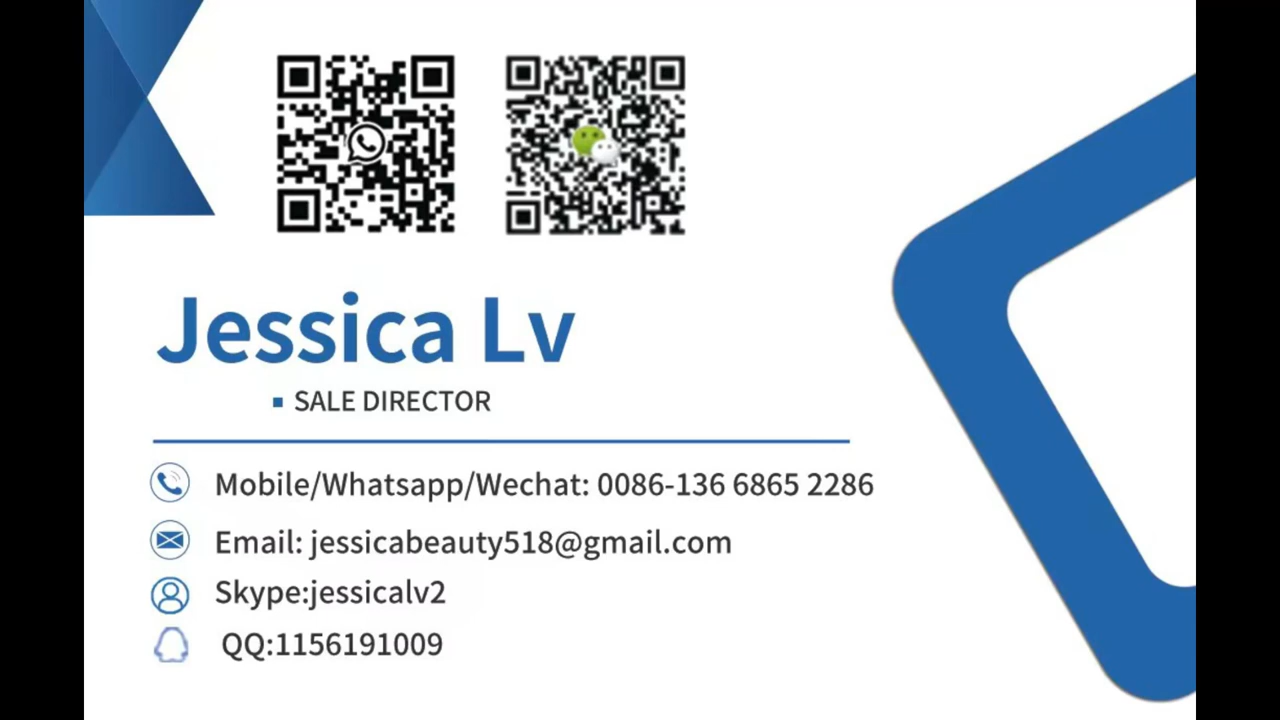 Jessica Lv
SALE DIRECTOR
Mobile/Whatsapp/Wechat: 0086-136 6865 2286
Email: jessicabeauty518@gmail.com
Skype:jessicalv2
QQ:1156191009